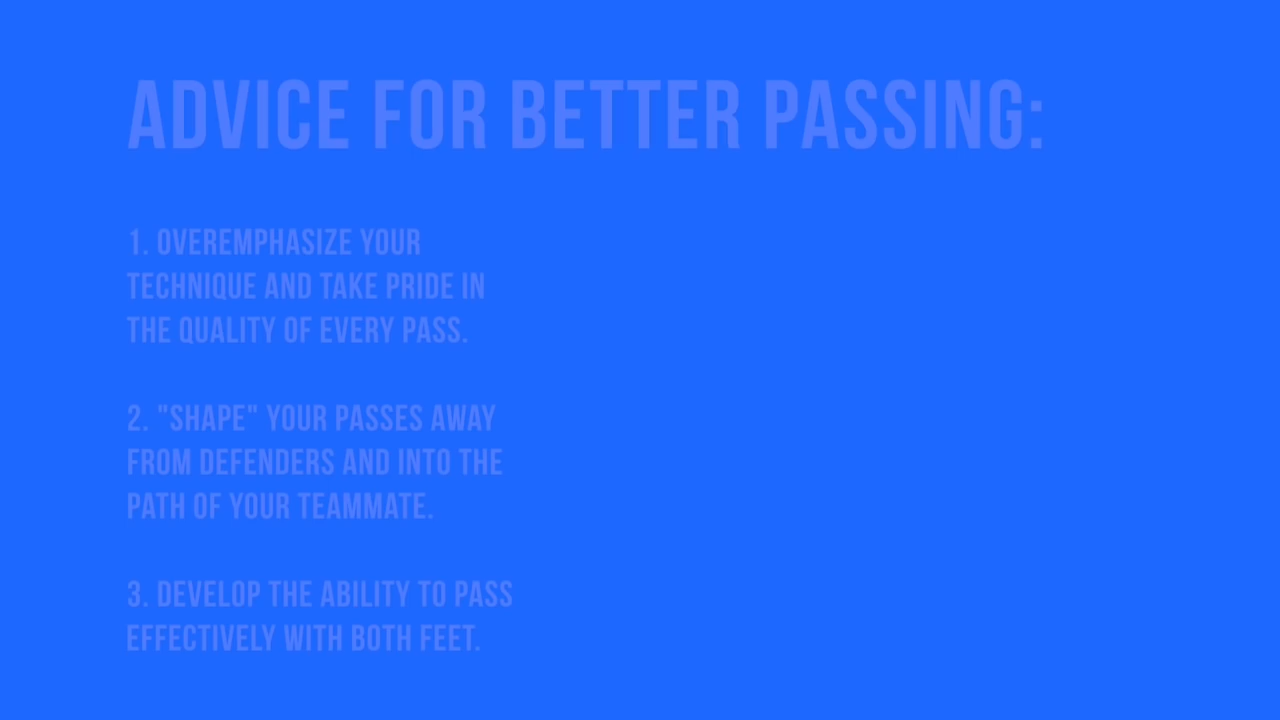 ADVICE FOR BETTER PASSING:
1. OVEREMPHASIZE YOUR
TECHNIQUE AND TAKE PRIDE IN
THE QUALITY OF EVERY PASS.
2. "SHAPE" YOUR PASSES AWAY
FROM DEFENDERS AND INTO THE
PATH OF YOUR TEAMMATE.
3. DEVELOP THE ABILITY TO PASS
EFFECTIVELY WITH BOTH FEET.